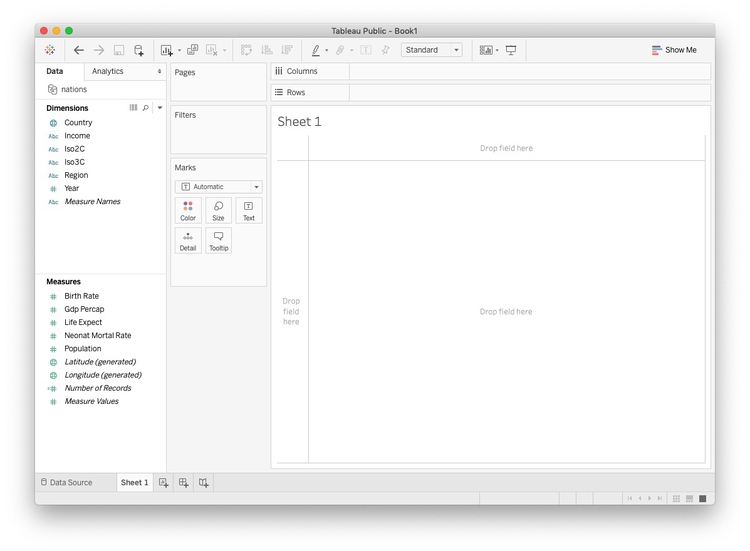 Tableau Public - Book1
Standard
Show Me
Data
Analytics
nations
Dimensions
Country
Abc Income
Abc Iso2C
Abc Iso3C
Abc Region
Year
Abc Measure Names
Measures
Birth Rate
Gdp Percap
Life Expect
Neonat Mortal Rate
Population
Latitude (generated)
Longitude (generated)
Number of Records
Measure Values
Pages
Filters
Marks
T Automatic
Color
Size
T Text
Detail
Tooltip
Columns
Rows
Sheet 1
Drop field here
Drop
field
here
Drop field here
Data Source
Sheet 1